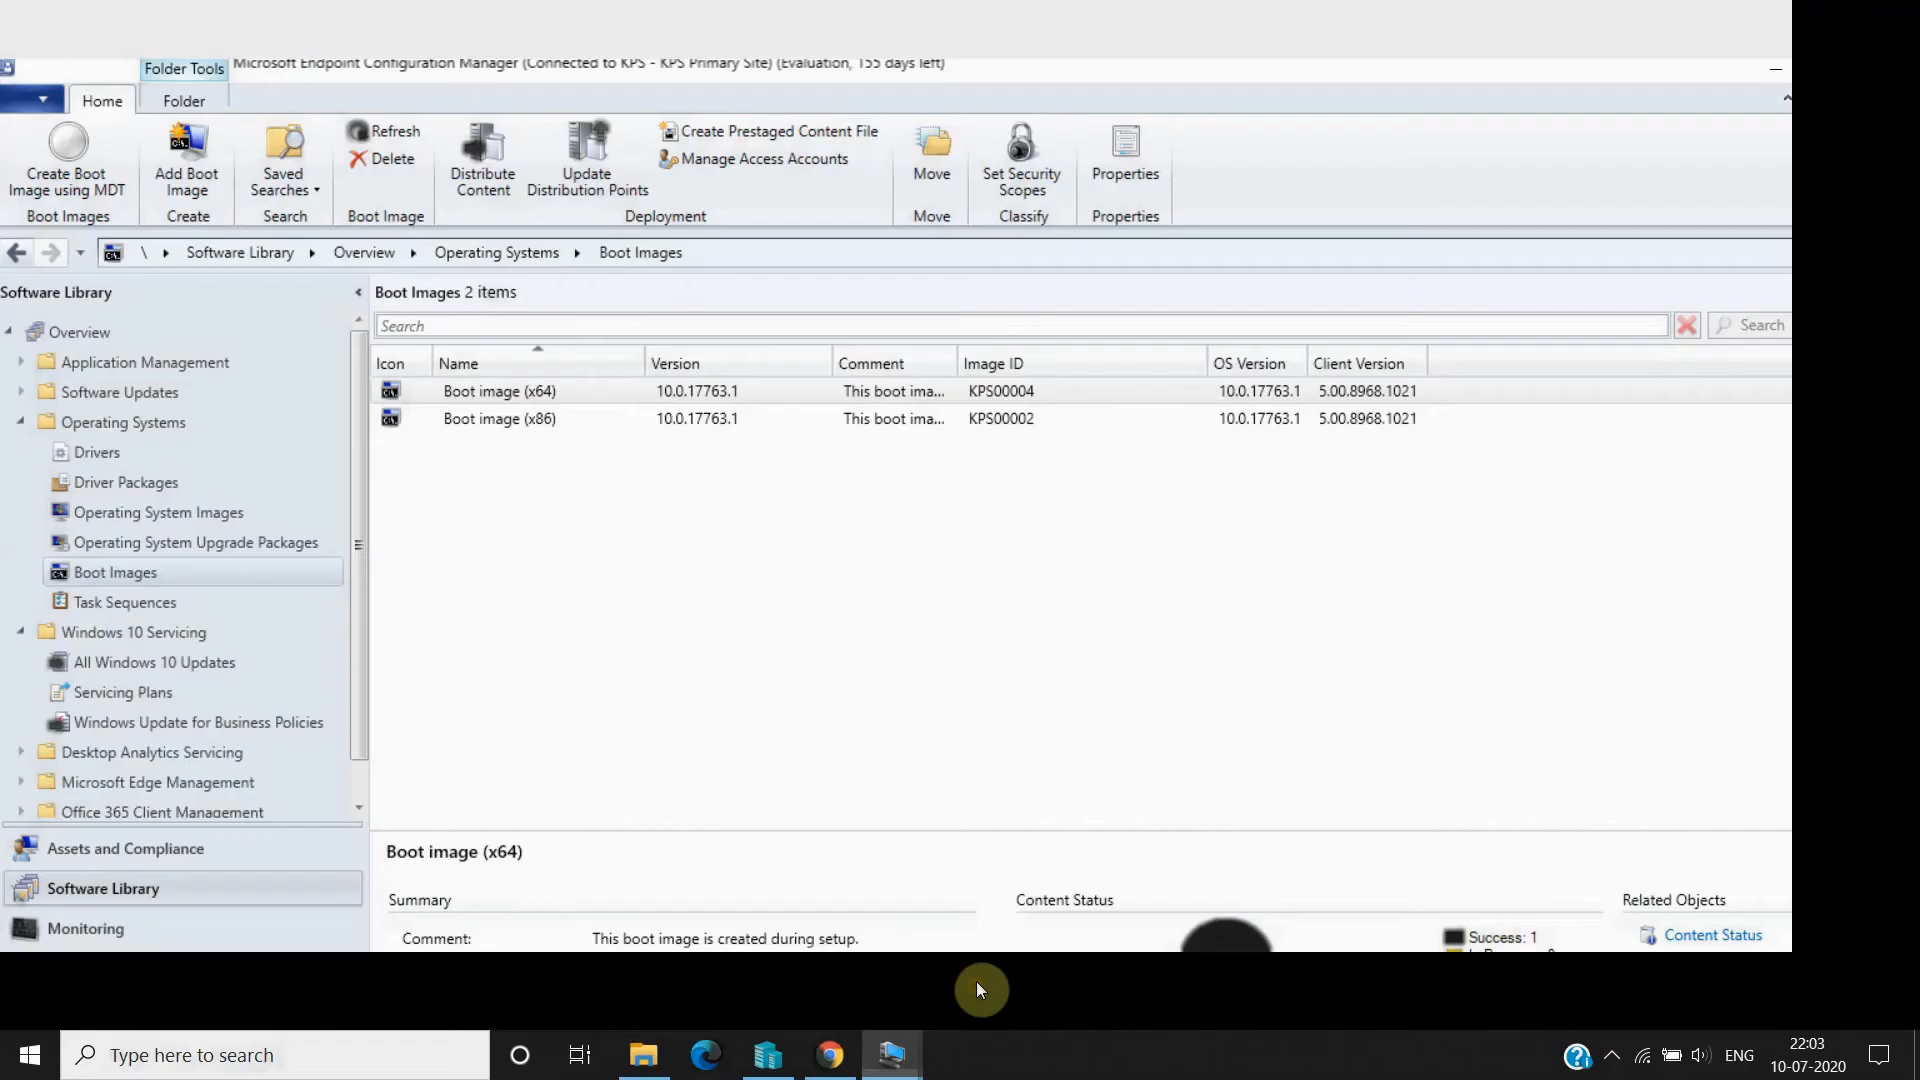 Folder Tools
Microsoft Endpoint Configuration Manager (Connected to KPS - KPS Primary Site) (Evaluation, 155 days left)
Home
Folder
Create Boot
Image using MDT
Boot Images
Add Boot
Image
Create
Saved
Searches
Search
Refresh
Delete
Boot Image
Distribute
Content
Update
Distribution Points
Create Prestaged Content File
Manage Access Accounts
Deployment
Move
Move
Set Security
Scopes
Classify
Properties
Properties
\ Software Library Overview Operating Systems Boot Images
Software Library
Overview
Application Management
Software Updates
Operating Systems
Drivers
Driver Packages
Operating System Images
Operating System Upgrade Packages
Boot Images
Task Sequences
Windows 10 Servicing
All Windows 10 Updates
Servicing Plans
Windows Update for Business Policies
Desktop Analytics Servicing
Microsoft Edge Management
Office 365 Client Management
Assets and Compliance
Software Library
Monitoring
Boot Images 2 items
Search
Search
Icon Name Version Comment Image ID OS Version Client Version
Boot image (x64) 10.0.17763.1 This boot ima... KPS00004 10.0.17763.1 5.00.8968.1021
Boot image (x86) 10.0.17763.1 This boot ima... KPS00002 10.0.17763.1 5.00.8968.1021
Boot image (x64)
Summary
Comment: This boot image is created during setup.
Content Status
Success: 1
Related Objects
Content Status
Type here to search
ENG
22:03
10-07-2020